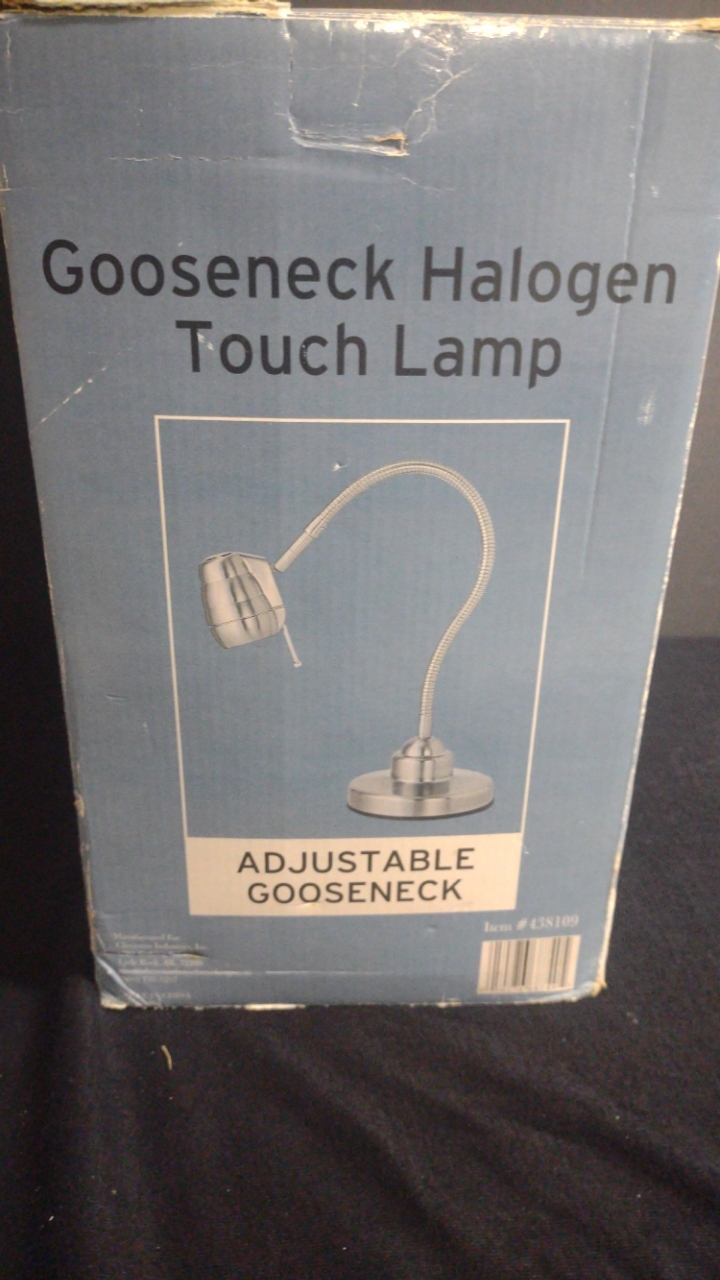 Gooseneck Halogen
Touch Lamp
ADJUSTABLE
GOOSENECK
Item #438109